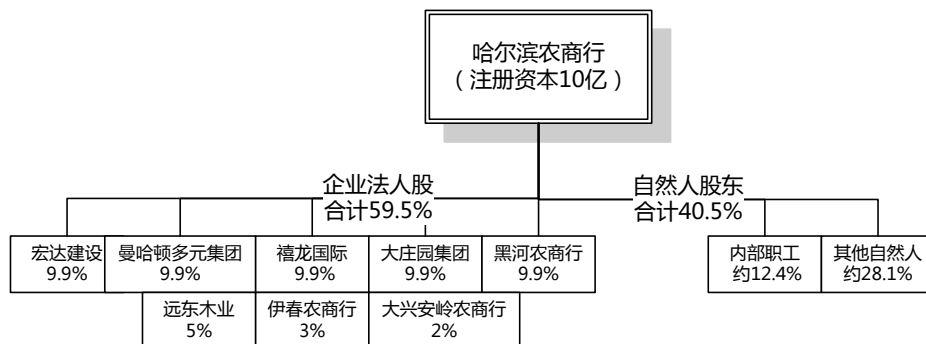 哈尔滨农商行
（注册资本10亿）
企业法人股
合计59.5%
自然人股东
合计40.5%
宏达建设
9.9%
曼哈顿多元集团
9.9%
禧龙国际
9.9%
大庄园集团
9.9%
黑河农商行
9.9%
内部职工
约12.4%
其他自然人
约28.1%
远东木业
5%
伊春农商行
3%
大兴安岭农商行
2%